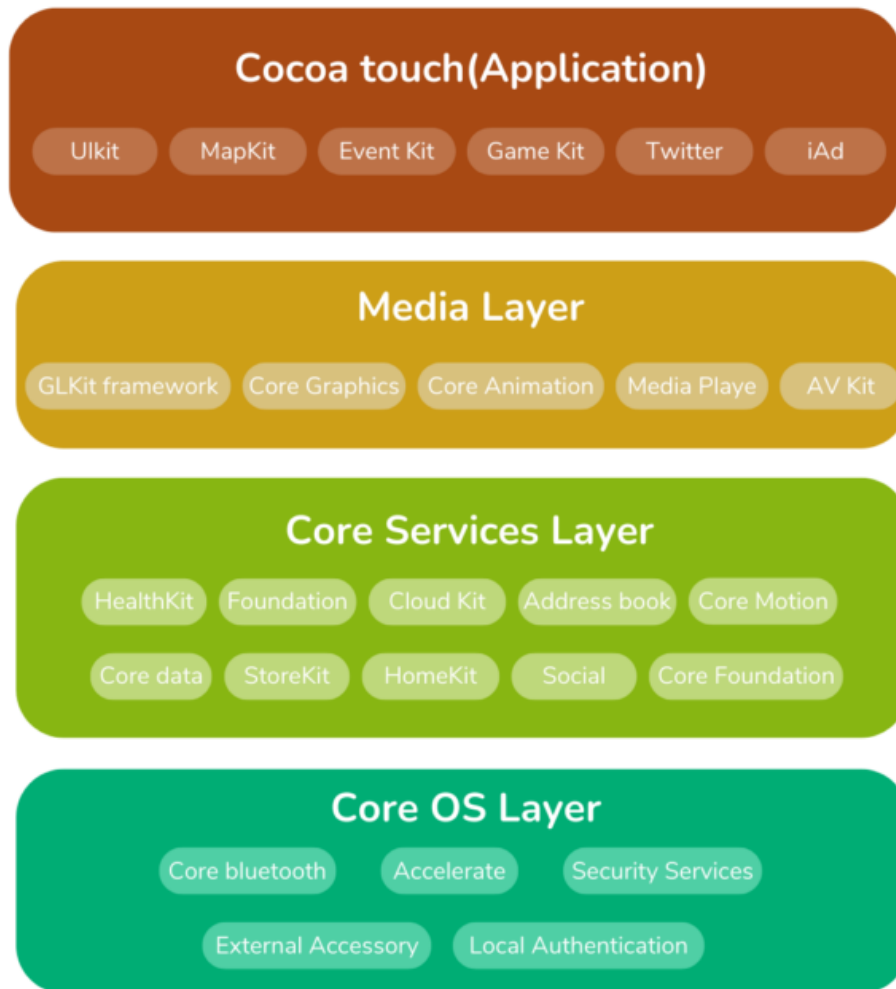 Cocoa touch(Application)
UIkit MapKit Event Kit Game Kit Twitter iAd
Media Layer
GLKit framework Core Graphics Core Animation Media Playe AV Kit
Core Services Layer
HealthKit Foundation Cloud Kit Address book Core Motion
Core data StoreKit HomeKit Social Core Foundation
Core OS Layer
Core bluetooth Accelerate Security Services
External Accessory Local Authentication